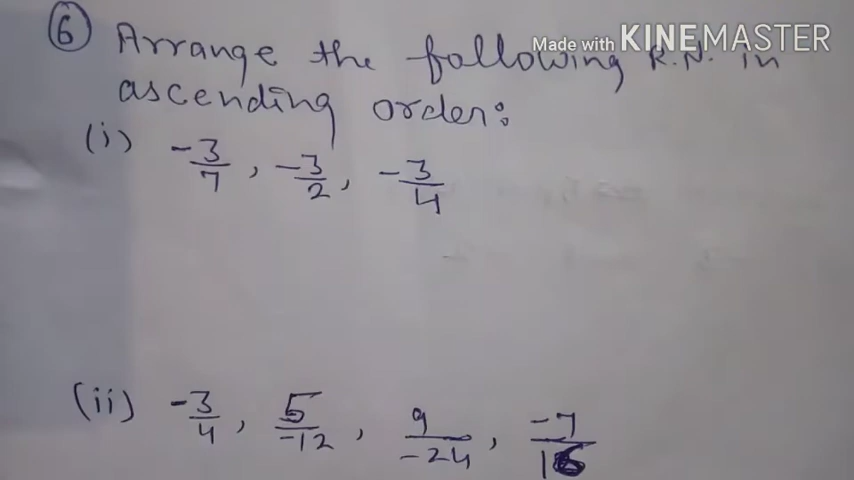 6 Arrange the following R.N. in
Made with KINEMASTER
ascending order:
(i) -3/7, -3/2, -3/4
(ii) -3/4, 5/-12, 9/-24, -7/16